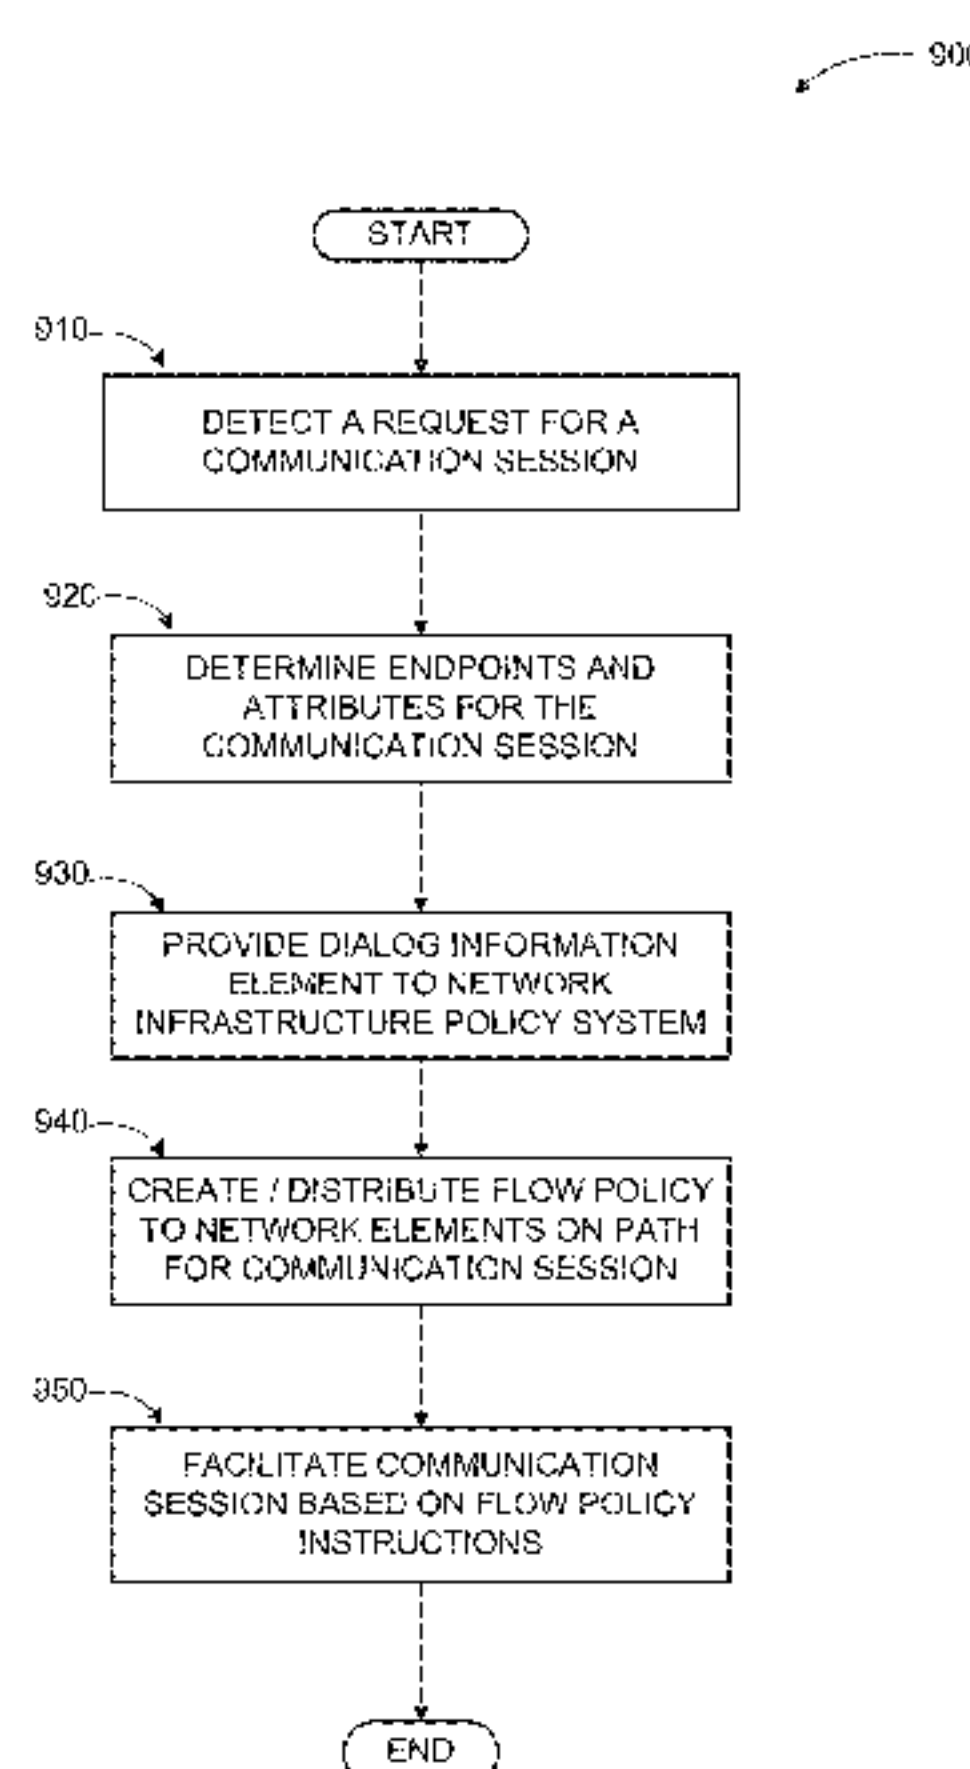 900
START
910
DETECT A REQUEST FOR A
COMMUNICATION SESSION
920
DETERMINE ENDPOINTS AND
ATTRIBUTES FOR THE
COMMUNICATION SESSION
930
PROVIDE DIALOG INFORMATION
ELEMENT TO NETWORK
INFRASTRUCTURE POLICY SYSTEM
940
CREATE / DISTRIBUTE FLOW POLICY
TO NETWORK ELEMENTS ON PATH
FOR COMMUNICATION SESSION
950
FACILITATE COMMUNICATION
SESSION BASED ON FLOW POLICY
INSTRUCTIONS
END